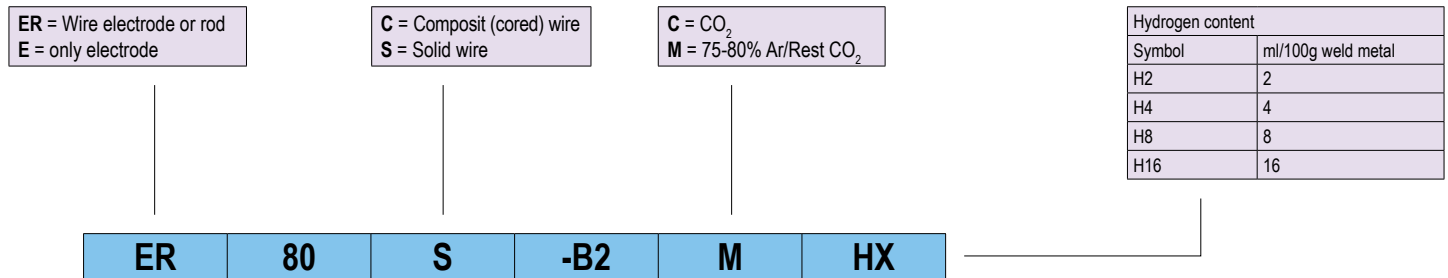 ER = Wire electrode or rod
E = only electrode
C = Composit (cored) wire
S = Solid wire
C = CO₂
M = 75-80% Ar/Rest CO₂
Hydrogen content
Symbol ml/100g weld metal
H2 2
H4 4
H8 8
H16 16
ER 80 S -B2 M HX